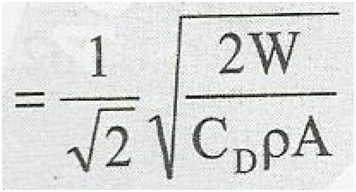 = 1/√2 √(2W/(C_DρA))